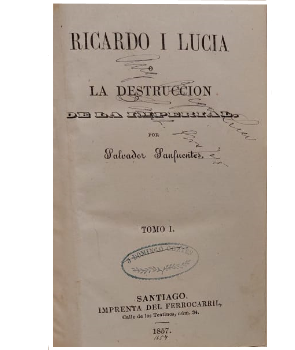 RICARDO I LUCIA
O
LA DESTRUCCION
DE LA IMPERIAL.
POR
Salvador Sanfuentes.
TOMO I.
SANTIAGO.
IMPRENTA DEL FERROCARRIL,
Calle de los Teatinos, núm. 34.
1857.